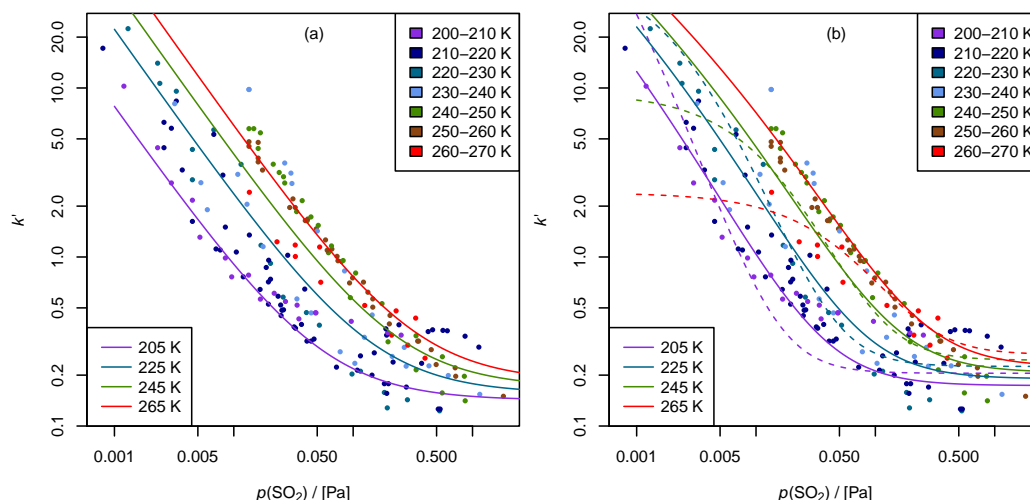 (a)
200−210 K
210−220 K
220−230 K
230−240 K
240−250 K
250−260 K
260−270 K
20.0
10.0
5.0
2.0
1.0
0.5
0.2
0.1
k'
205 K
225 K
245 K
265 K
0.001
0.005
0.050
0.500
p(SO2) / [Pa]
(b)
200−210 K
210−220 K
220−230 K
230−240 K
240−250 K
250−260 K
260−270 K
20.0
10.0
5.0
2.0
1.0
0.5
0.2
0.1
k'
205 K
225 K
245 K
265 K
0.001
0.005
0.050
0.500
p(SO2) / [Pa]